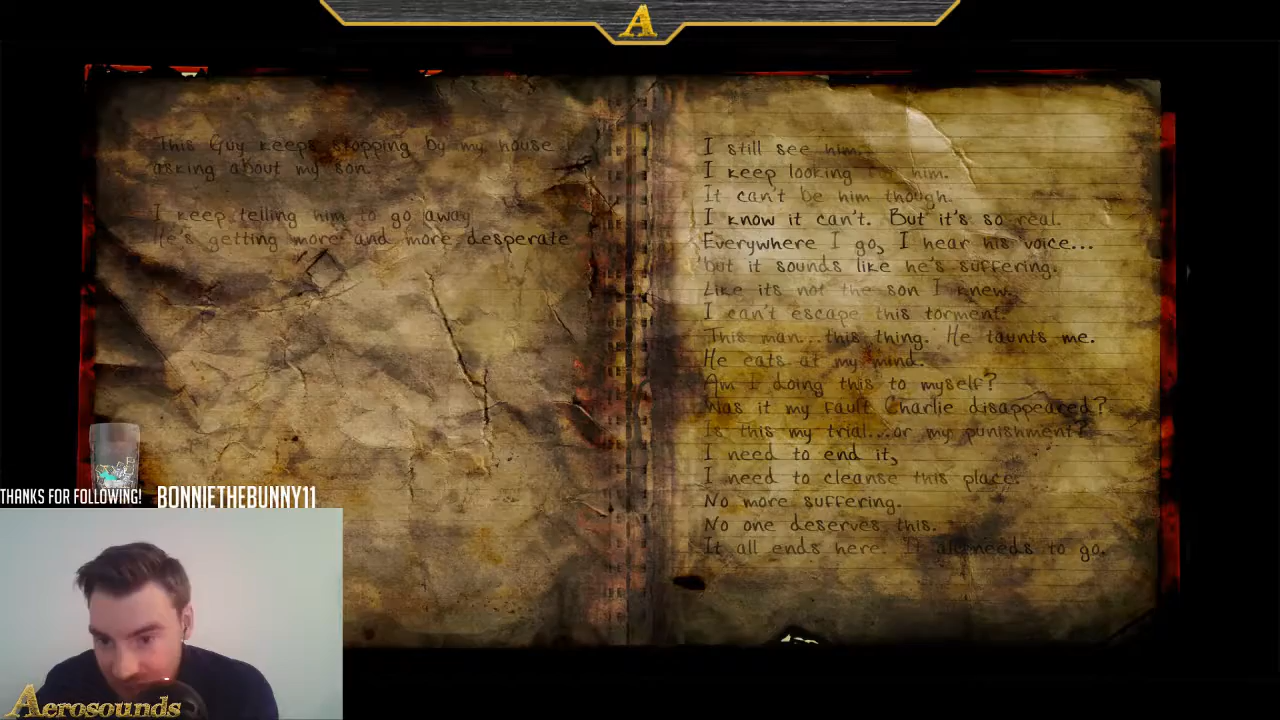 A
This Guy keeps stopping by my house
asking about my son.
I keep telling him to go away
He's getting more and more desperate
I still see him.
I keep looking for him.
It can't be him though.
I know it can't. But it's so real.
Everywhere I go, I hear his voice...
but it sounds like he's suffering.
Like its not the son I knew.
I can't escape this torment.
This man...this thing. He taunts me.
He eats at my mind.
Am I doing this to myself?
Was it my fault Charlie disappeared?
Is this my trial...or my punishment?
I need to end it,
I need to cleanse this place.
No more suffering.
No one deserves this.
It all ends here. It all needs to go.
THANKS FOR FOLLOWING! BONNIETHEBUNNY11
Aerosounds